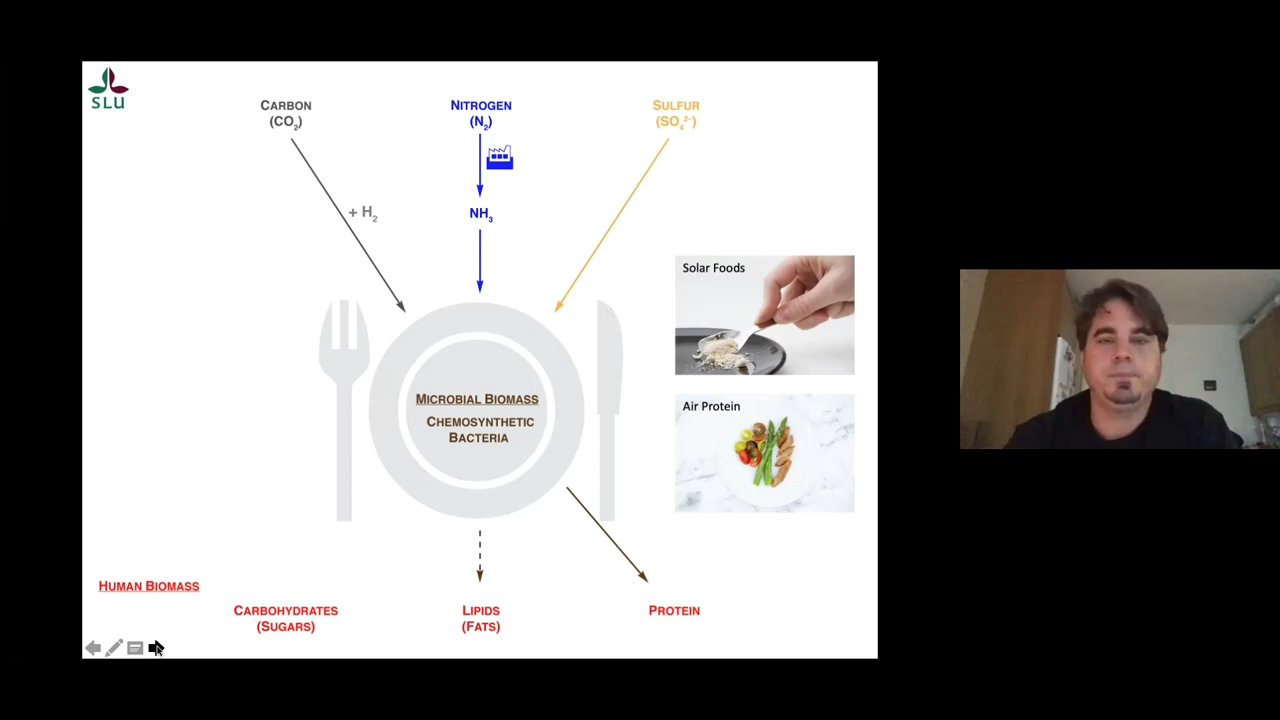 SLU
CARBON
(CO₂)
NITROGEN
(N₂)
SULFUR
(SO₄²⁻)
+ H₂
NH₃
Solar Foods
Air Protein
MICROBIAL BIOMASS
CHEMOSYNTHETIC
BACTERIA
HUMAN BIOMASS
CARBOHYDRATES
(SUGARS)
LIPIDS
(FATS)
PROTEIN